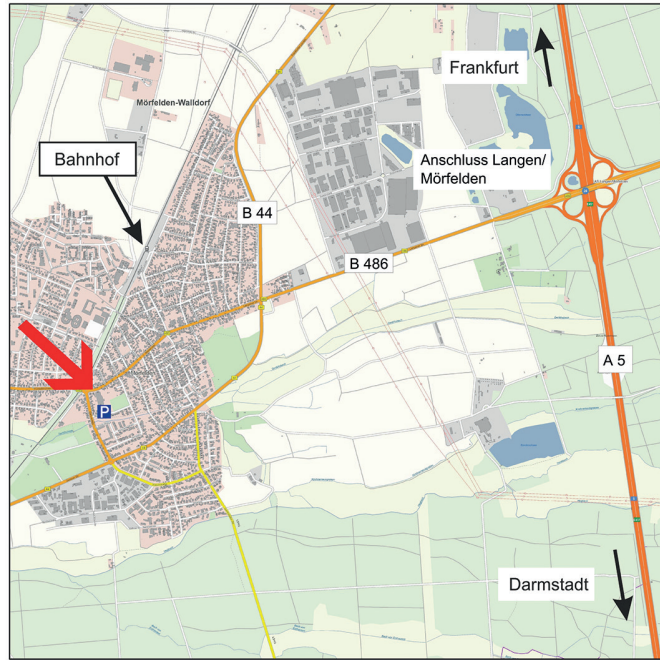 Frankfurt
Mörfelden-Walldorf
Bahnhof
Anschluss Langen/
Mörfelden
B 44
B 486
A 5
P
Darmstadt